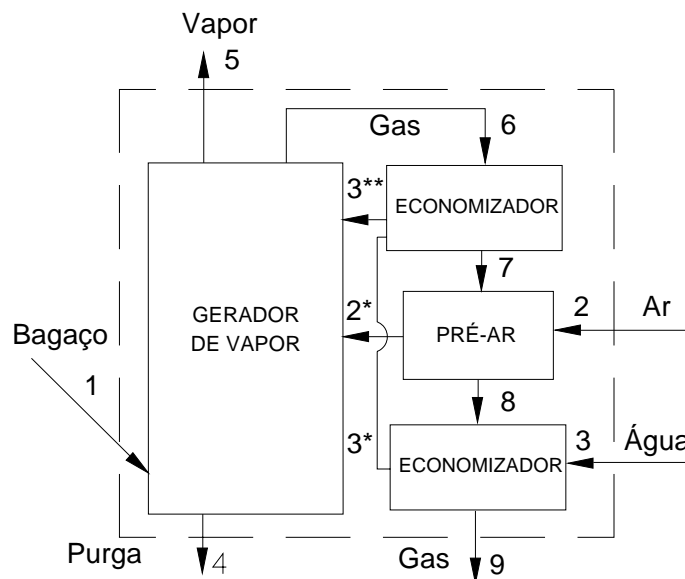 Vapor
5
Gas
6
3**
ECONOMIZADOR
7
GERADOR
DE VAPOR
2*
PRÉ-AR
2
Ar
Bagaço
1
8
3*
ECONOMIZADOR
3
Água
Purga
4
Gas
9